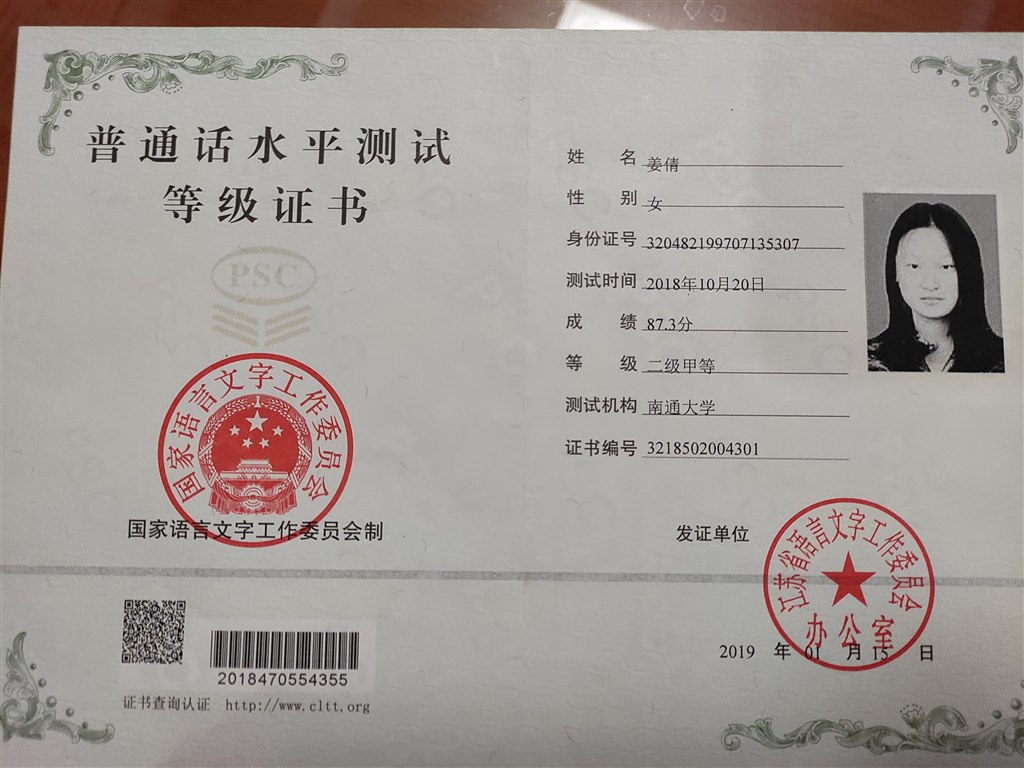 普通话水平测试
等级证书
PSC
国家语言文字工作委员会
国家语言文字工作委员会制
2018470554355
证书查询认证 http://www.cltt.org
姓 名 姜倩
性 别 女
身份证号 320482199707135307
测试时间 2018年10月20日
成 绩 87.3分
等 级 二级甲等
测试机构 南通大学
证书编号 3218502004301
发证单位
江苏省语言文字工作委员会
办公室
2019 年 01 月 15 日